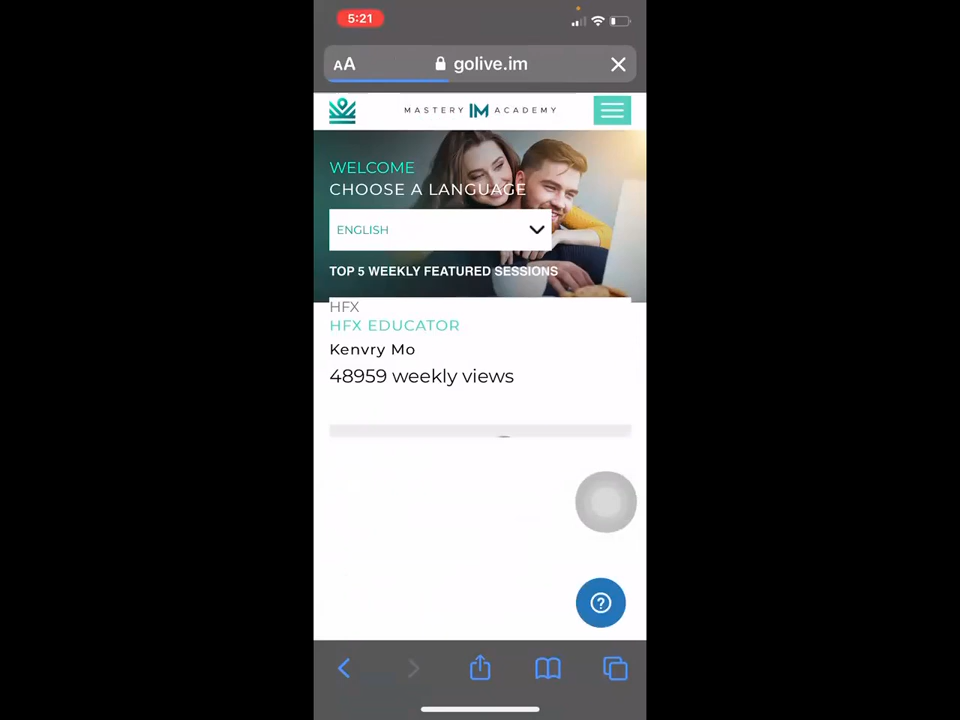 5:21
AA golive.im
MASTERY IM ACADEMY
WELCOME
CHOOSE A LANGUAGE
ENGLISH
TOP 5 WEEKLY FEATURED SESSIONS
HFX
HFX EDUCATOR
Kenvry Mo
48959 weekly views
?